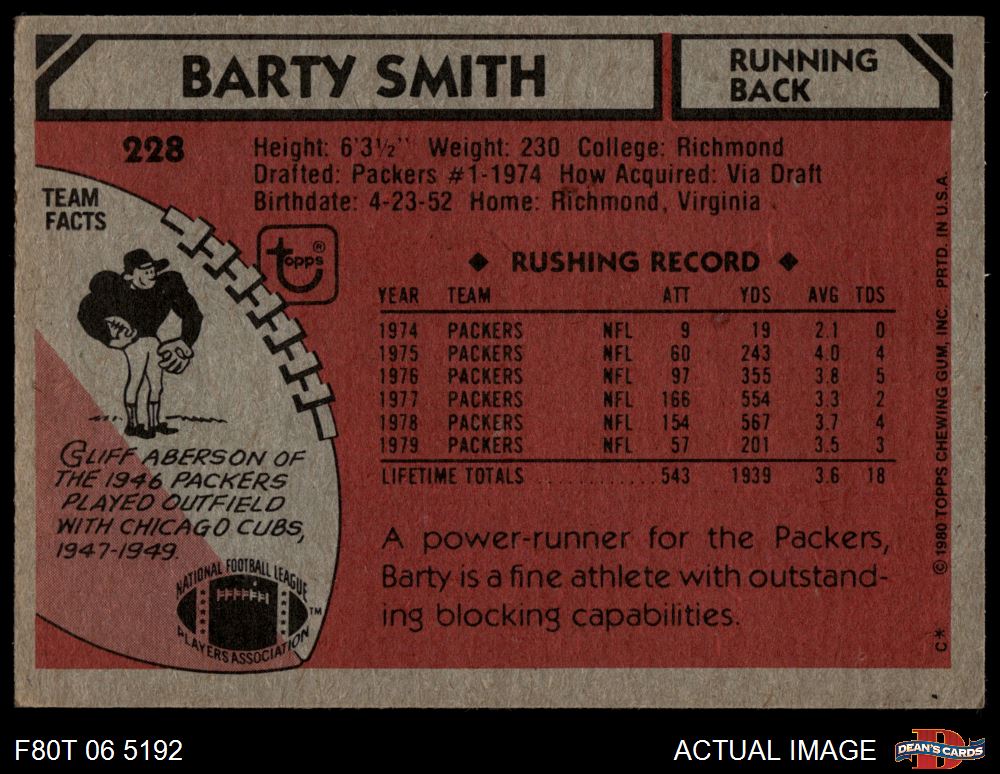 BARTY SMITH
RUNNING
BACK
228
Height: 6'3½" Weight: 230 College: Richmond
Drafted: Packers #1-1974 How Acquired: Via Draft
Birthdate: 4-23-52 Home: Richmond, Virginia
TEAM
FACTS
topps®
◆ RUSHING RECORD ◆
YEAR TEAM ATT YDS AVG TDS
1974 PACKERS NFL 9 19 2.1 0
1975 PACKERS NFL 60 243 4.0 4
1976 PACKERS NFL 97 355 3.8 5
1977 PACKERS NFL 166 554 3.3 2
1978 PACKERS NFL 154 567 3.7 4
1979 PACKERS NFL 57 201 3.5 3
LIFETIME TOTALS 543 1939 3.6 18
CLIFF ABERSON OF
THE 1946 PACKERS
PLAYED OUTFIELD
WITH CHICAGO CUBS,
1947-1949.
NATIONAL FOOTBALL LEAGUE
PLAYERS ASSOCIATION
™
A power-runner for the Packers,
Barty is a fine athlete with outstand-
ing blocking capabilities.
© 1980 TOPPS CHEWING GUM, INC. PRTD. IN U.S.A.
C*
F80T 06 5192
ACTUAL IMAGE
D
DEAN'S CARDS